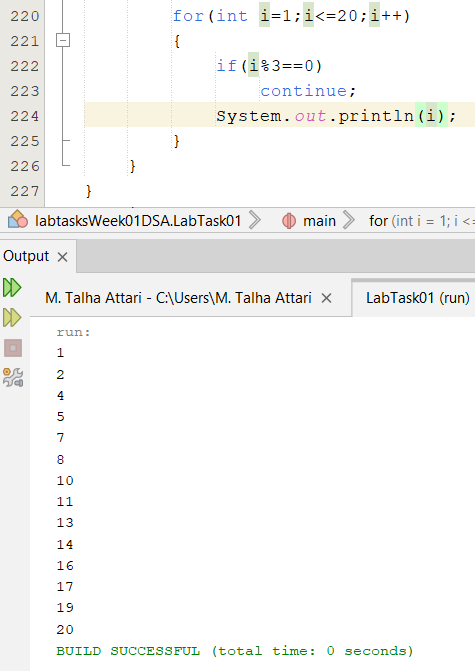 220 for(int i=1;i<=20;i++)
221 {
222 if(i%3==0)
223 continue;
224 System.out.println(i);
225 }
226 }
227 }
labtasksWeek01DSA.LabTask01 main for (int i = 1; i <=
Output
M. Talha Attari - C:\Users\M. Talha Attari LabTask01 (run)
run:
1
2
4
5
7
8
10
11
13
14
16
17
19
20
BUILD SUCCESSFUL (total time: 0 seconds)